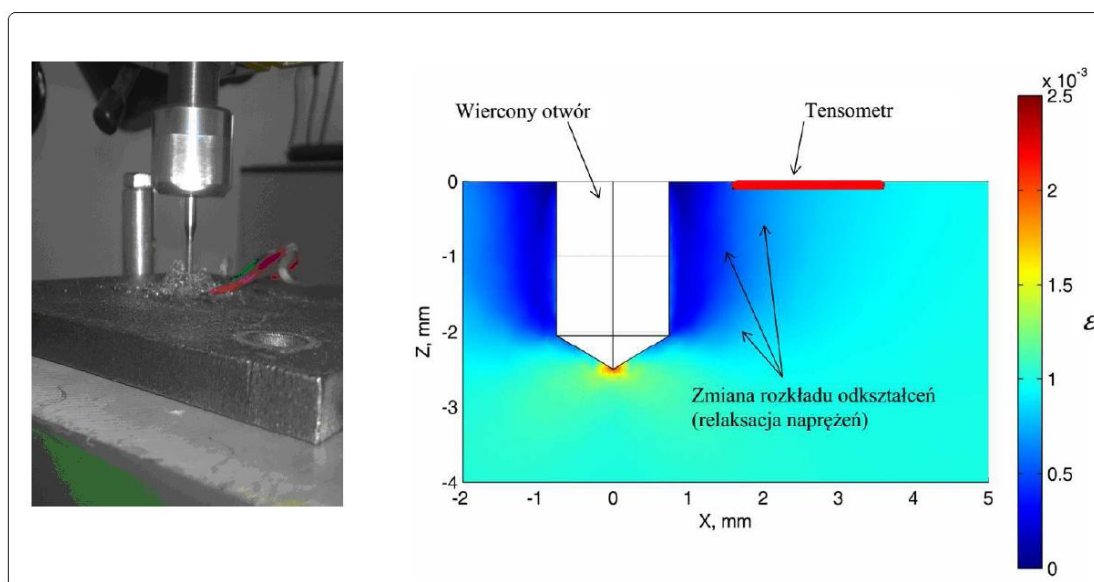 Wiercony otwór
Tensometr
x 10⁻³
2.5
2
1.5
1
0.5
0
ε
0
-1
-2
-3
-4
Z, mm
Zmiana rozkładu odkształceń
(relaksacja naprężeń)
-2 -1 0 1 2 3 4 5
X, mm